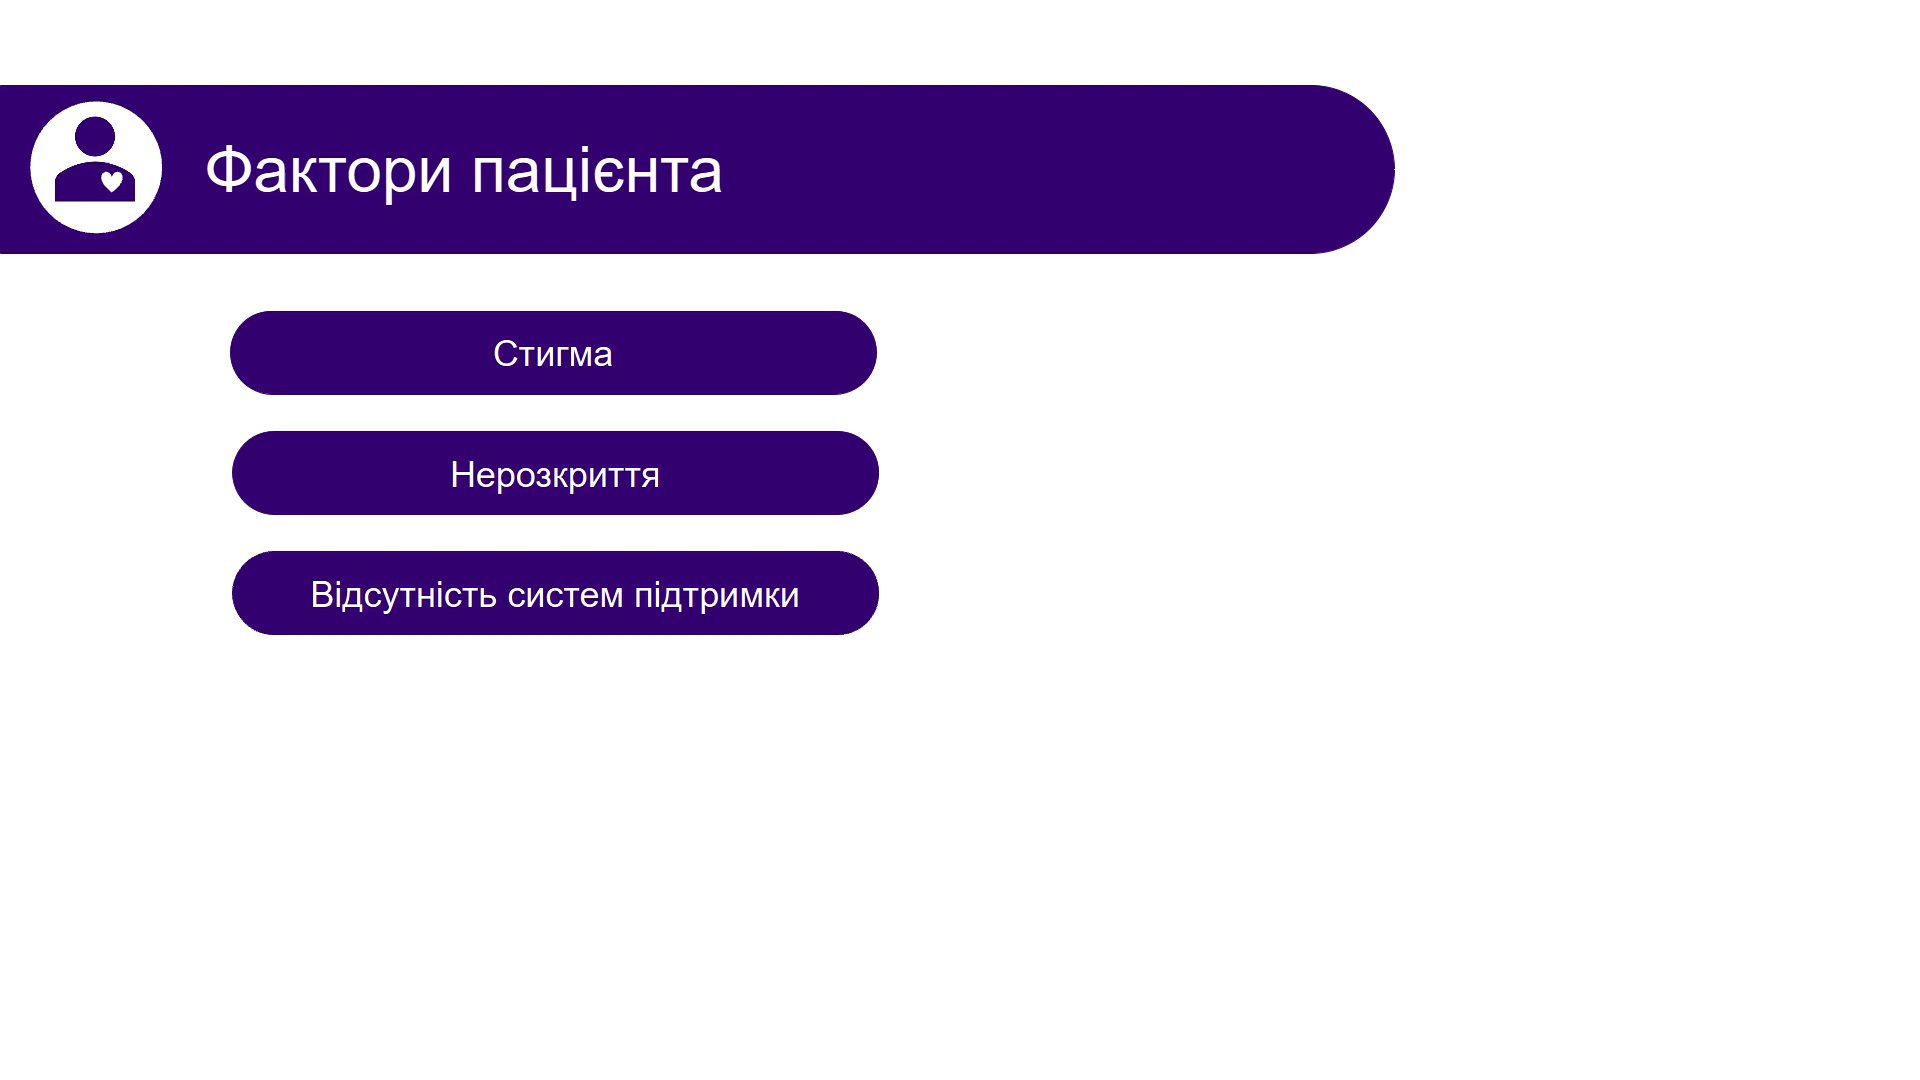 Фактори пацієнта
Стигма
Нерозкриття
Відсутність систем підтримки